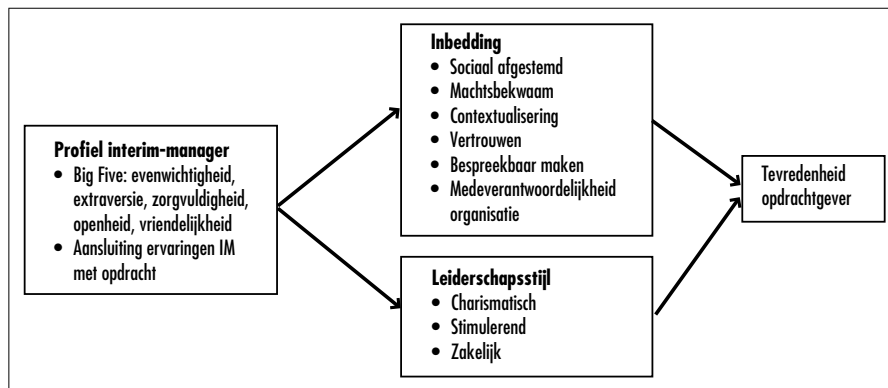 Profiel interim-manager
• Big Five: evenwichtigheid,
extraversie, zorgvuldigheid,
openheid, vriendelijkheid
• Aansluiting ervaringen IM
met opdracht
Inbedding
• Sociaal afgestemd
• Machtsbekwaam
• Contextualisering
• Vertrouwen
• Bespreekbaar maken
• Medeverantwoordelijkheid
organisatie
Leiderschapsstijl
• Charismatisch
• Stimulerend
• Zakelijk
Tevredenheid
opdrachtgever